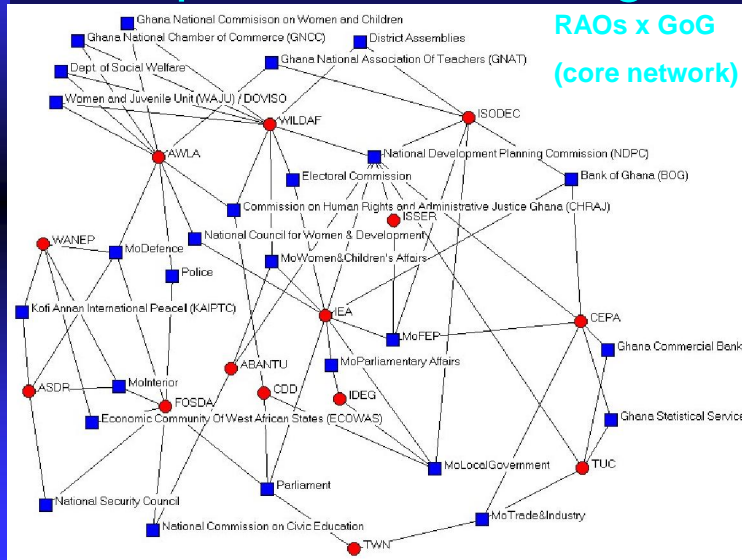 RAOs x GoG
(core network)
Ghana National Commisison on Women and Children
Ghana National Chamber of Commerce (GNCC)
District Assemblies
Ghana National Association Of Teachers (GNAT)
Dept. of Social Welfare
Women and Juvenile Unit (WAJU) / DOVISO
WILDAF
ISODEC
AWLA
National Development Planning Commission (NDPC)
Electoral Commission
Bank of Ghana (BOG)
Commission on Human Rights and Administrative Justice Ghana (CHRAJ)
ISSER
National Council for Women & Development
WANEP
MoDefence
MoWomen&Children's Affairs
Police
Kofi Annan International Peacell (KAIPTC)
IEA
CEPA
MoFEP
Ghana Commercial Bank
MoParliamentary Affairs
ABANTU
ASDR
MoInterior
CDD
IDEG
FOSDA
Economic Community Of West African States (ECOWAS)
Ghana Statistical Service
MoLocalGovernment
TUC
Parliament
National Security Council
MoTrade&Industry
National Commission on Civic Education
TWN